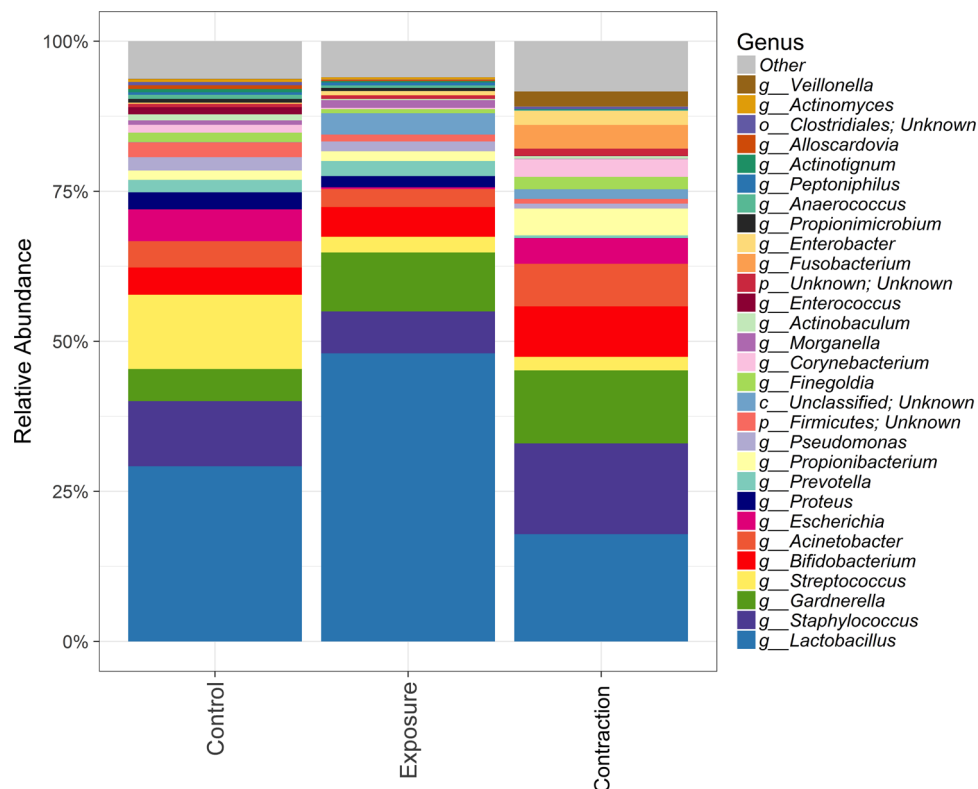 100%
75%
50%
25%
0%
Relative Abundance
Control
Exposure
Contraction
Genus
Other
g__Veillonella
g__Actinomyces
o__Clostridiales; Unknown
g__Alloscardovia
g__Actinotignum
g__Peptoniphilus
g__Anaerococcus
g__Propionimicrobium
g__Enterobacter
g__Fusobacterium
p__Unknown; Unknown
g__Enterococcus
g__Actinobaculum
g__Morganella
g__Corynebacterium
g__Finegoldia
c__Unclassified; Unknown
p__Firmicutes; Unknown
g__Pseudomonas
g__Propionibacterium
g__Prevotella
g__Proteus
g__Escherichia
g__Acinetobacter
g__Bifidobacterium
g__Streptococcus
g__Gardnerella
g__Staphylococcus
g__Lactobacillus